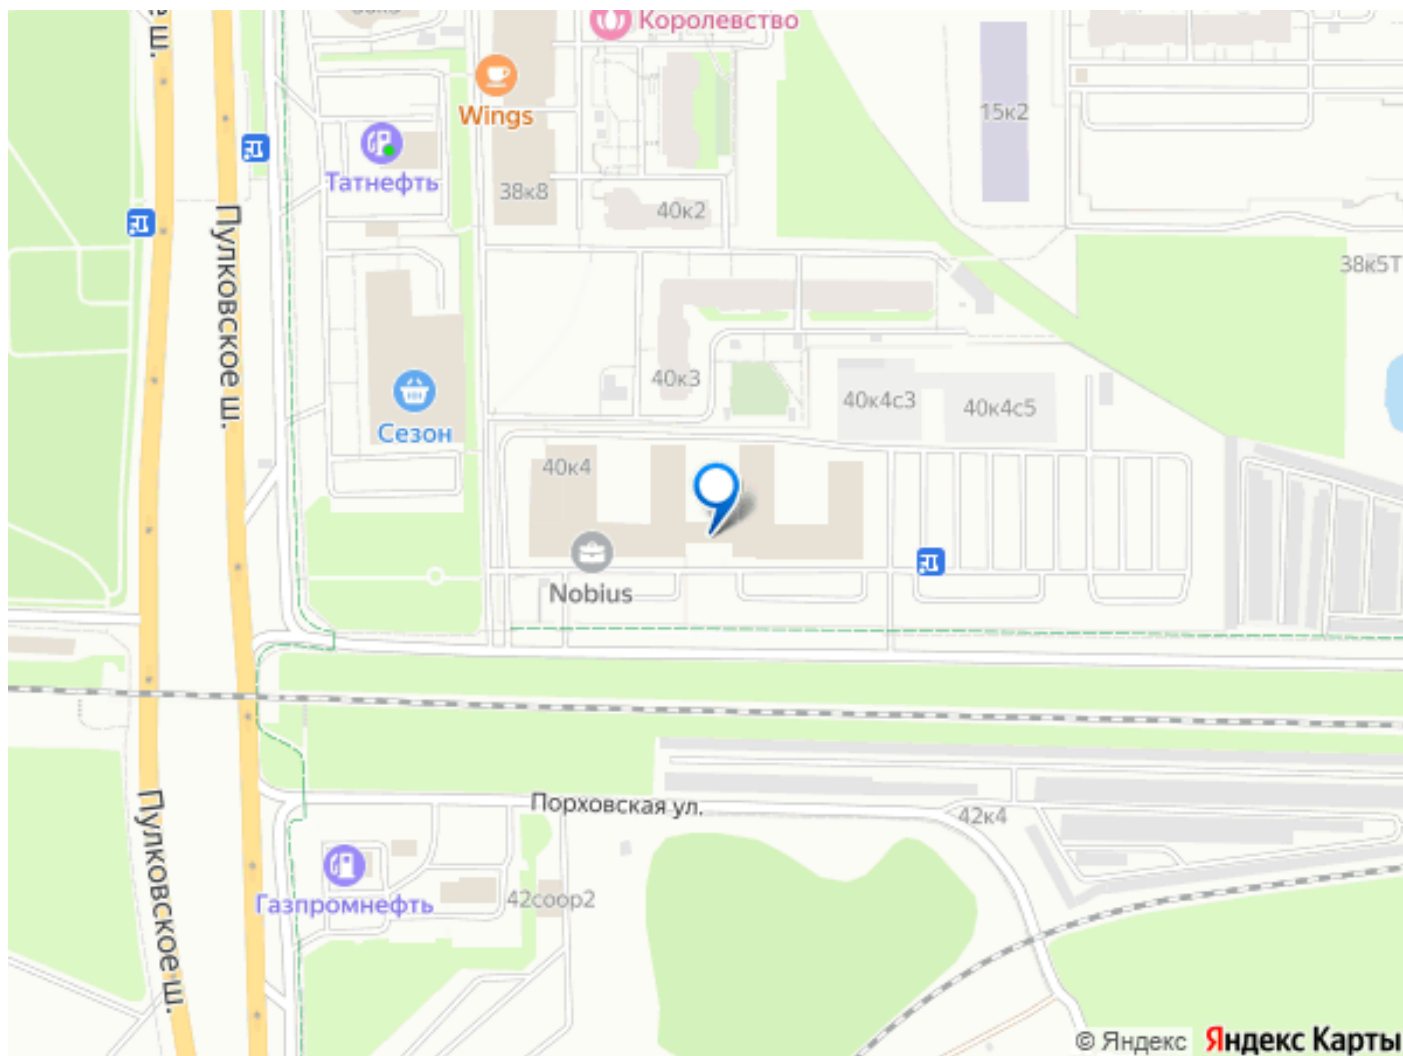 Королевство
Ш.
Wings
15к2
Татнефть
38к8
40к2
Пулковское ш.
38к5Т
40к3
40к4с3
40к4с5
Сезон
40к4
Nobius
Пулковское ш.
Порховская ул.
42к4
Газпромнефть
42соор2
© Яндекс Яндекс Карты